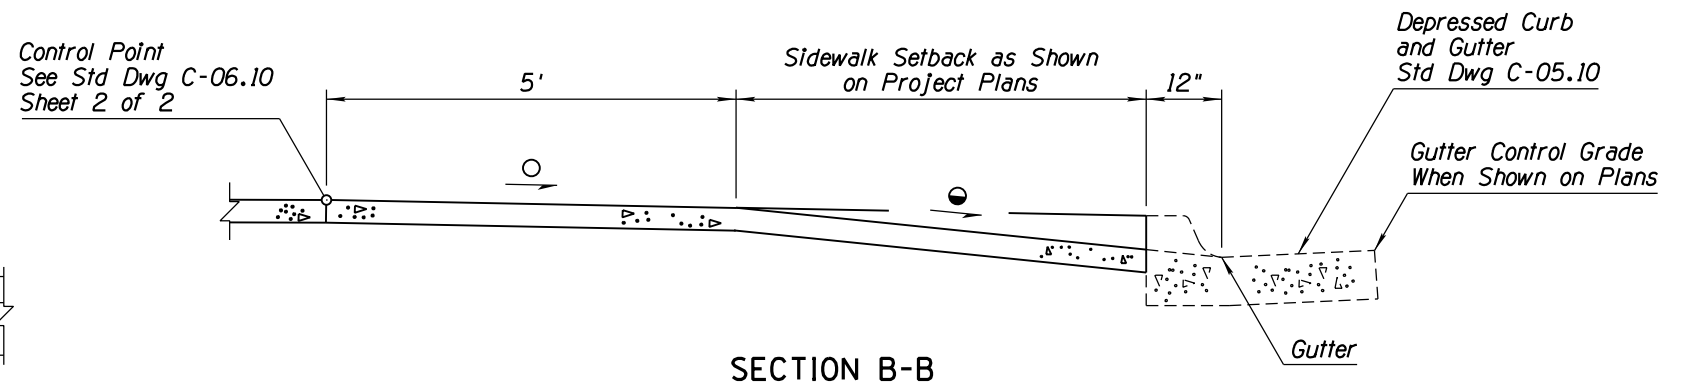 Control Point
See Std Dwg C-06.10
Sheet 2 of 2
5'
Sidewalk Setback as Shown
on Project Plans
12"
Depressed Curb
and Gutter
Std Dwg C-05.10
Gutter Control Grade
When Shown on Plans
Gutter
SECTION B-B